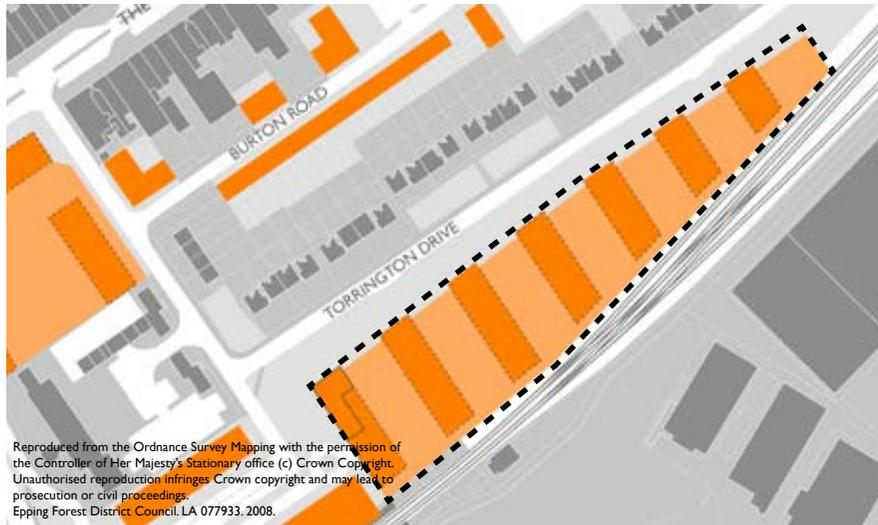 THE
BURTON ROAD
TORRINGTON DRIVE
Reproduced from the Ordnance Survey Mapping with the permission of
the Controller of Her Majesty's Stationary office (c) Crown Copyright.
Unauthorised reproduction infringes Crown copyright and may lead to
prosecution or civil proceedings.
Epping Forest District Council. LA 077933. 2008.